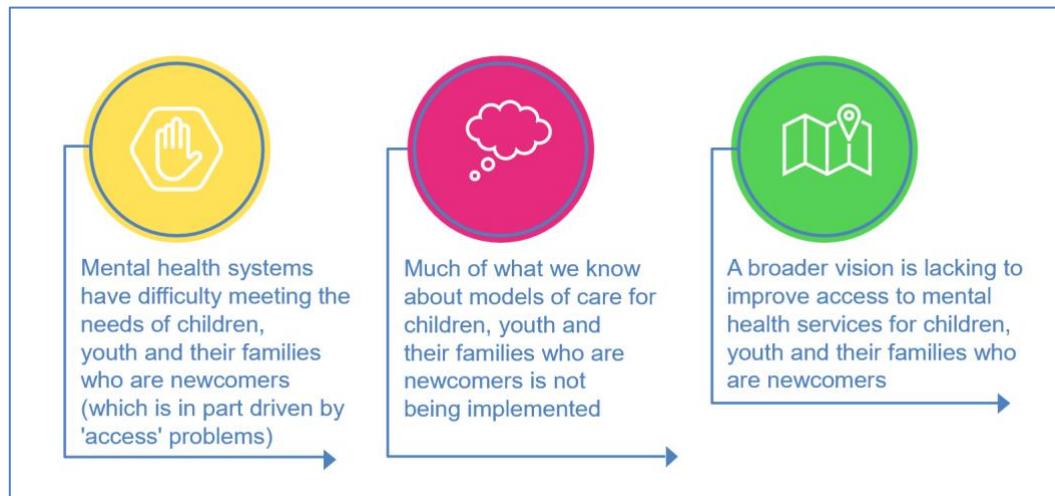 Mental health systems
have difficulty meeting the
needs of children,
youth and their families
who are newcomers
(which is in part driven by
'access' problems)
Much of what we know
about models of care for
children, youth and
their families who are
newcomers is not
being implemented
A broader vision is lacking to
improve access to mental
health services for children,
youth and their families who
are newcomers